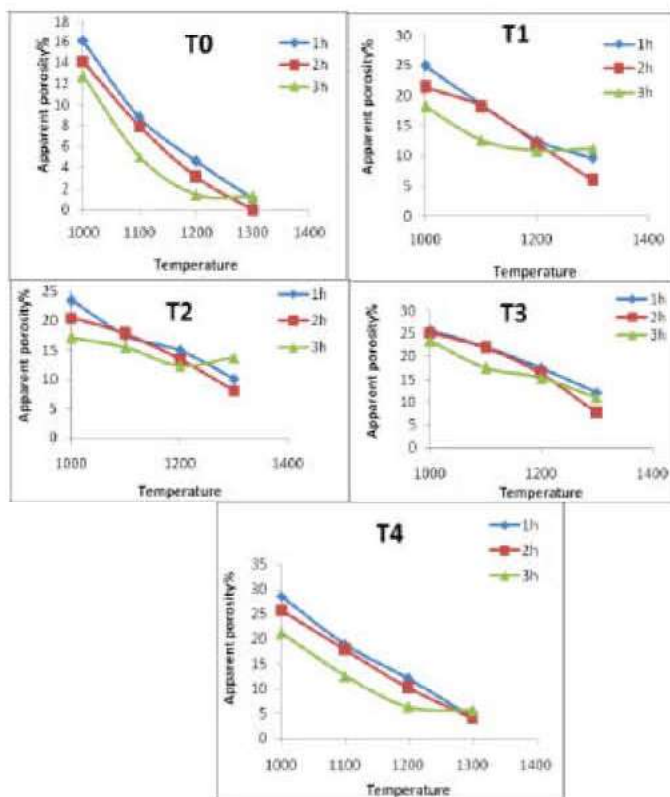 T0
Apparent porosity%
18
16
14
12
10
8
6
4
2
0
1000 1100 1200 1300 1400
Temperature
1h
2h
3h
T1
Apparent porosity%
30
25
20
15
10
5
0
1000 1200 1400
Temperature
1h
2h
3h
T2
Apparent porosity%
25
20
15
10
5
0
1000 1200 1400
Temperature
1h
2h
3h
T3
Apparent porosity%
30
25
20
15
10
5
0
1000 1200 1400
Temperature
1h
2h
3h
T4
Apparent porosity%
35
30
25
20
15
10
5
0
1000 1100 1200 1300 1400
Temperature
1h
2h
3h